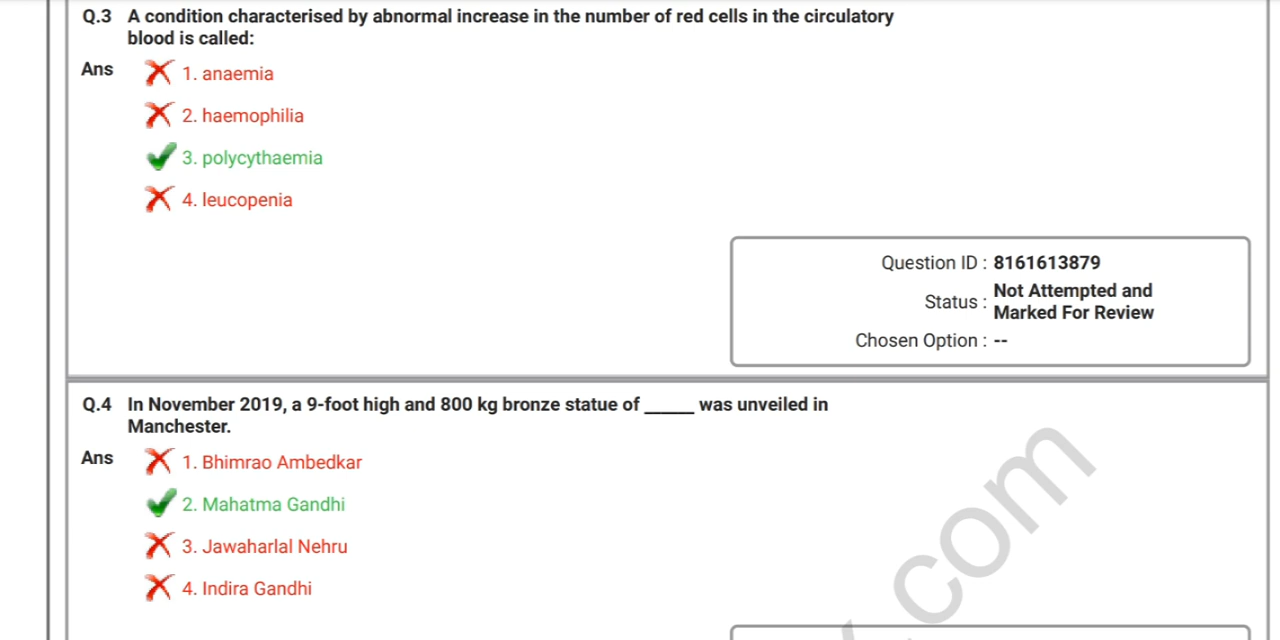 Q.3 A condition characterised by abnormal increase in the number of red cells in the circulatory
blood is called:
Ans 1. anaemia
2. haemophilia
3. polycythaemia
4. leucopenia
Question ID : 8161613879
Status : Not Attempted and
Marked For Review
Chosen Option : --
Q.4 In November 2019, a 9-foot high and 800 kg bronze statue of _____ was unveiled in
Manchester.
Ans 1. Bhimrao Ambedkar
2. Mahatma Gandhi
3. Jawaharlal Nehru
4. Indira Gandhi
.com